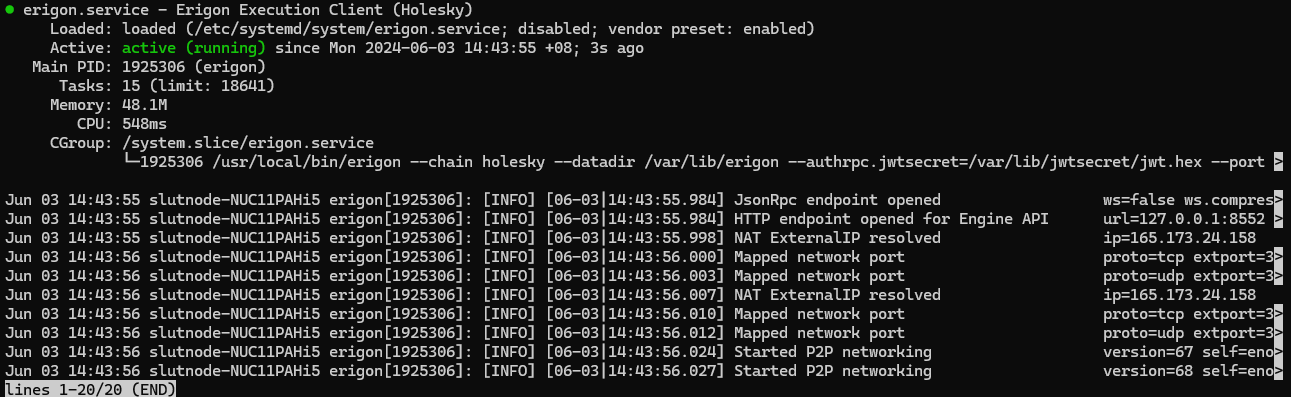 ● erigon.service – Erigon Execution Client (Holesky)
Loaded: loaded (/etc/systemd/system/erigon.service; disabled; vendor preset: enabled)
Active: active (running) since Mon 2024-06-03 14:43:55 +08; 3s ago
Main PID: 1925306 (erigon)
Tasks: 15 (limit: 18641)
Memory: 48.1M
CPU: 548ms
CGroup: /system.slice/erigon.service
└─1925306 /usr/local/bin/erigon --chain holesky --datadir /var/lib/erigon --authrpc.jwtsecret=/var/lib/jwtsecret/jwt.hex --port >
Jun 03 14:43:55 slutnode-NUC11PAHi5 erigon[1925306]: [INFO] [06-03|14:43:55.984] JsonRpc endpoint opened ws=false ws.compres>
Jun 03 14:43:55 slutnode-NUC11PAHi5 erigon[1925306]: [INFO] [06-03|14:43:55.984] HTTP endpoint opened for Engine API url=127.0.0.1:8552 >
Jun 03 14:43:55 slutnode-NUC11PAHi5 erigon[1925306]: [INFO] [06-03|14:43:55.998] NAT ExternalIP resolved ip=165.173.24.158
Jun 03 14:43:56 slutnode-NUC11PAHi5 erigon[1925306]: [INFO] [06-03|14:43:56.000] Mapped network port proto=tcp extport=3>
Jun 03 14:43:56 slutnode-NUC11PAHi5 erigon[1925306]: [INFO] [06-03|14:43:56.003] Mapped network port proto=udp extport=3>
Jun 03 14:43:56 slutnode-NUC11PAHi5 erigon[1925306]: [INFO] [06-03|14:43:56.007] NAT ExternalIP resolved ip=165.173.24.158
Jun 03 14:43:56 slutnode-NUC11PAHi5 erigon[1925306]: [INFO] [06-03|14:43:56.010] Mapped network port proto=tcp extport=3>
Jun 03 14:43:56 slutnode-NUC11PAHi5 erigon[1925306]: [INFO] [06-03|14:43:56.012] Mapped network port proto=udp extport=3>
Jun 03 14:43:56 slutnode-NUC11PAHi5 erigon[1925306]: [INFO] [06-03|14:43:56.024] Started P2P networking version=67 self=eno>
Jun 03 14:43:56 slutnode-NUC11PAHi5 erigon[1925306]: [INFO] [06-03|14:43:56.027] Started P2P networking version=68 self=eno>
lines 1-20/20 (END)